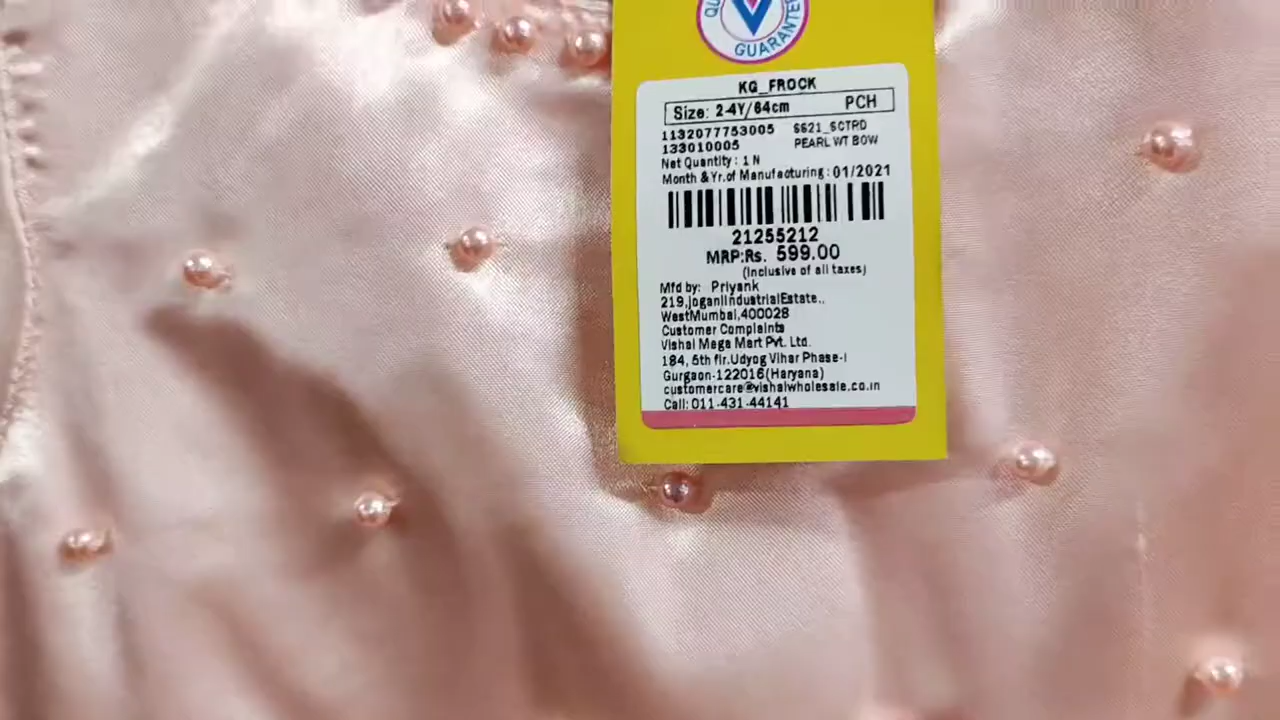 GUARANTE
KG_FROCK
Size: 2-4Y/64cm PCH
1132077753005 SS21_SCTRD
133010005 PEARL WT BOW
Net Quantity : 1 N
Month & Yr.of Manufacturing : 01/2021
21255212
MRP:Rs. 599.00
(Inclusive of all taxes)
Mfd by: Priyank
219,JoganiIndustrialEstate,,
WestMumbai,400028
Customer Complaints
Vishal Mega Mart Pvt. Ltd.
184, 5th flr.Udyog Vihar Phase-I
Gurgaon-122016(Haryana)
customercare@vishalwholesale.co.in
Call: 011-431-44141